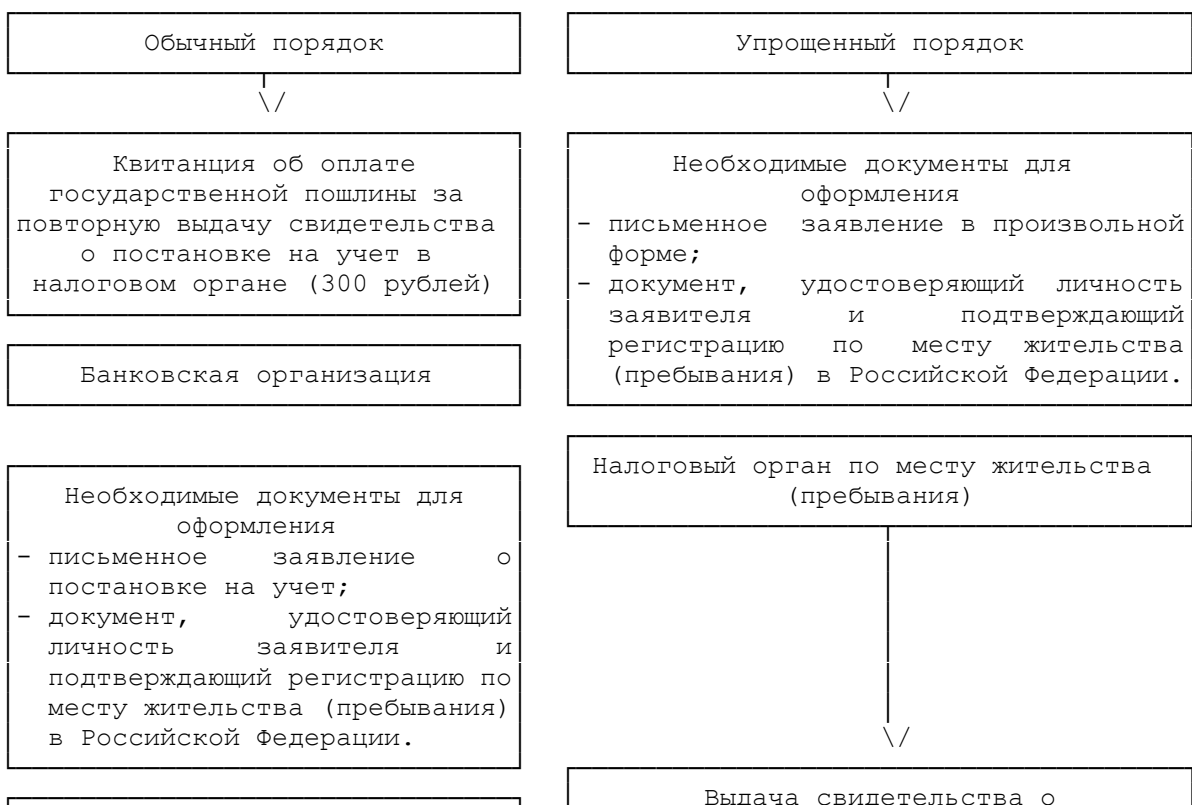 Обычный порядок
Упрощенный порядок
\/
\/
Квитанция об оплате
государственной пошлины за
повторную выдачу свидетельства
о постановке на учет в
налоговом органе (300 рублей)
Банковская организация
Необходимые документы для
оформления
- письменное заявление о
постановке на учет;
- документ, удостоверяющий
личность заявителя и
подтверждающий регистрацию по
месту жительства (пребывания)
в Российской Федерации.
Необходимые документы для
оформления
- письменное заявление в произвольной
форме;
- документ, удостоверяющий личность
заявителя и подтверждающий
регистрацию по месту жительства
(пребывания) в Российской Федерации.
Налоговый орган по месту жительства
(пребывания)
\/
Выдача свидетельства о